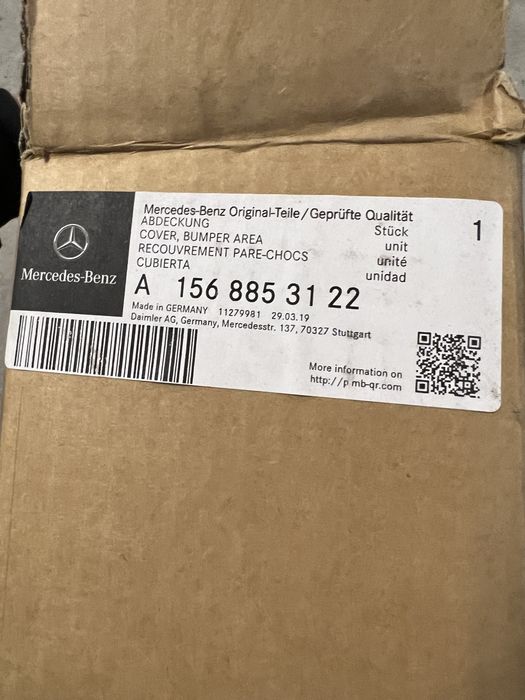 Mercedes-Benz Original-Teile/Geprüfte Qualität
ABDECKUNG Stück 1
COVER, BUMPER AREA unit
RECOUVREMENT PARE-CHOCS unité
CUBIERTA unidad
Mercedes-Benz
A 156 885 31 22
Made in GERMANY 11279981 29.03.19
Daimler AG, Germany, Mercedesstr. 137, 70327 Stuttgart
More information on
http://p.mb-qr.com